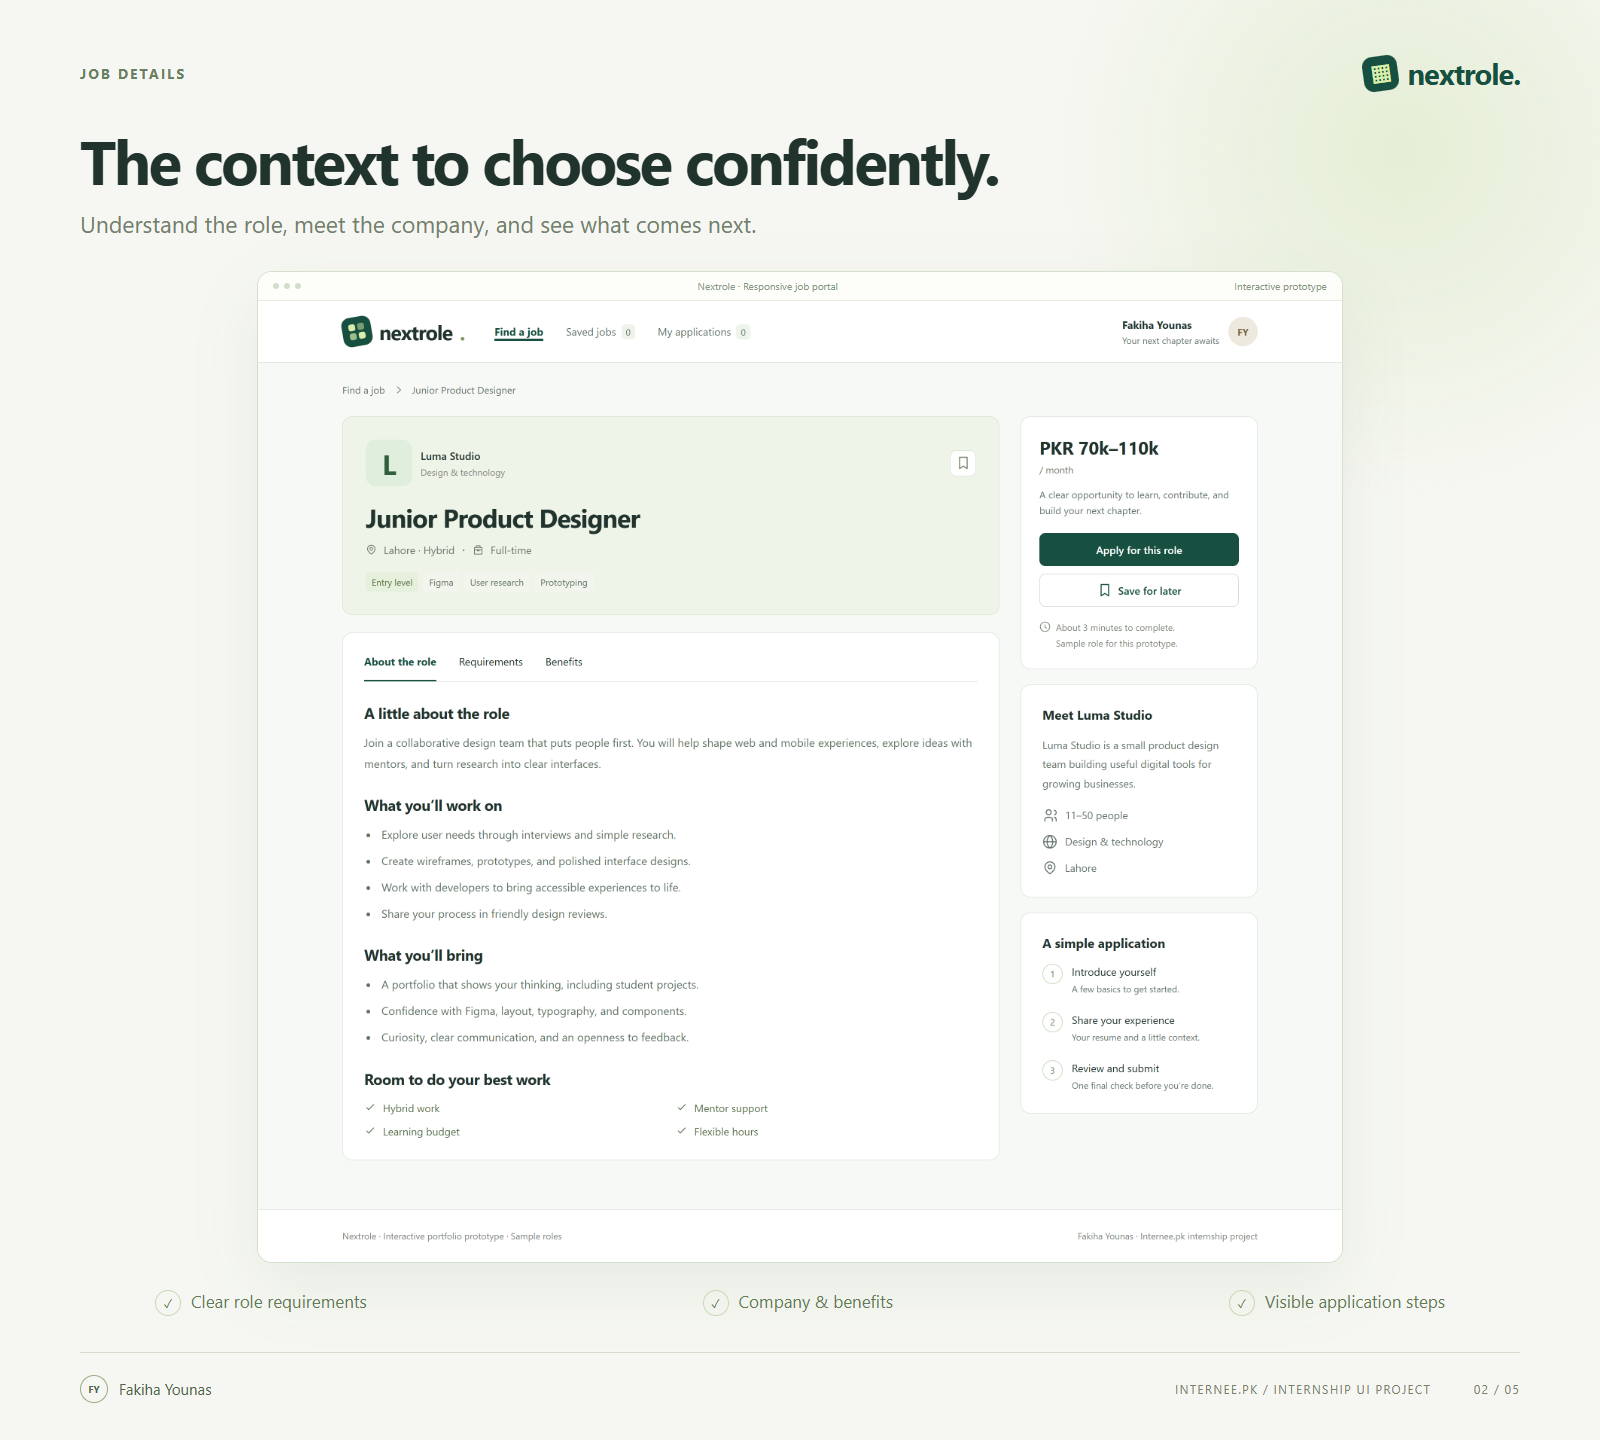 JOB DETAILS
nextrole.
The context to choose confidently.
Understand the role, meet the company, and see what comes next.
Nextrole · Responsive job portal
Interactive prototype
nextrole .
Find a job
Saved jobs 0
My applications 0
Fakiha Younas
Your next chapter awaits
FY
Find a job > Junior Product Designer
L
Luma Studio
Design & technology
Junior Product Designer
Lahore · Hybrid · Full-time
Entry level Figma User research Prototyping
About the role Requirements Benefits
A little about the role
Join a collaborative design team that puts people first. You will help shape web and mobile experiences, explore ideas with
mentors, and turn research into clear interfaces.
What you'll work on
• Explore user needs through interviews and simple research.
• Create wireframes, prototypes, and polished interface designs.
• Work with developers to bring accessible experiences to life.
• Share your process in friendly design reviews.
What you'll bring
• A portfolio that shows your thinking, including student projects.
• Confidence with Figma, layout, typography, and components.
• Curiosity, clear communication, and an openness to feedback.
Room to do your best work
Hybrid work
Mentor support
Learning budget
Flexible hours
PKR 70k–110k
/ month
A clear opportunity to learn, contribute, and
build your next chapter.
Apply for this role
Save for later
About 3 minutes to complete.
Sample role for this prototype.
Meet Luma Studio
Luma Studio is a small product design
team building useful digital tools for
growing businesses.
11–50 people
Design & technology
Lahore
A simple application
1 Introduce yourself
A few basics to get started.
2 Share your experience
Your resume and a little context.
3 Review and submit
One final check before you're done.
Nextrole · Interactive portfolio prototype · Sample roles
Fakiha Younas · Internee.pk internship project
✓ Clear role requirements
✓ Company & benefits
✓ Visible application steps
FY Fakiha Younas
INTERNEE.PK / INTERNSHIP UI PROJECT
02 / 05